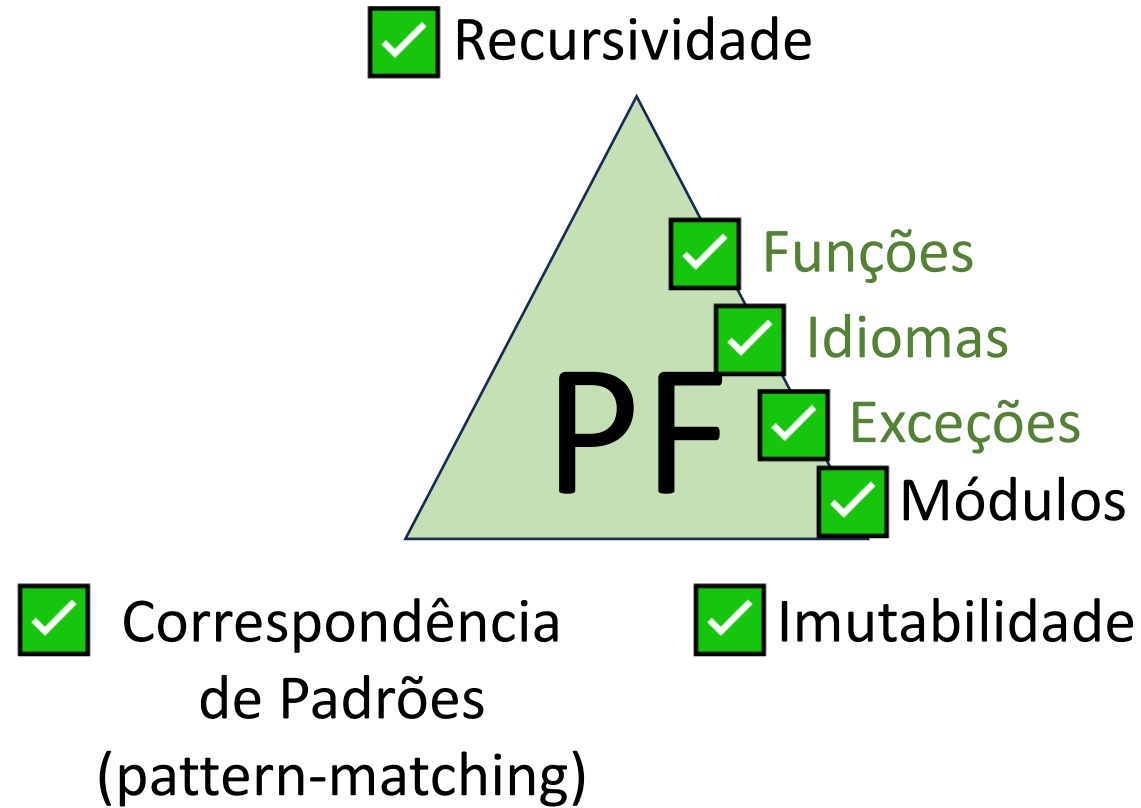 Recursividade
Funções
Idiomas
PF
Exceções
Módulos
Correspondência
de Padrões
(pattern-matching)
Imutabilidade